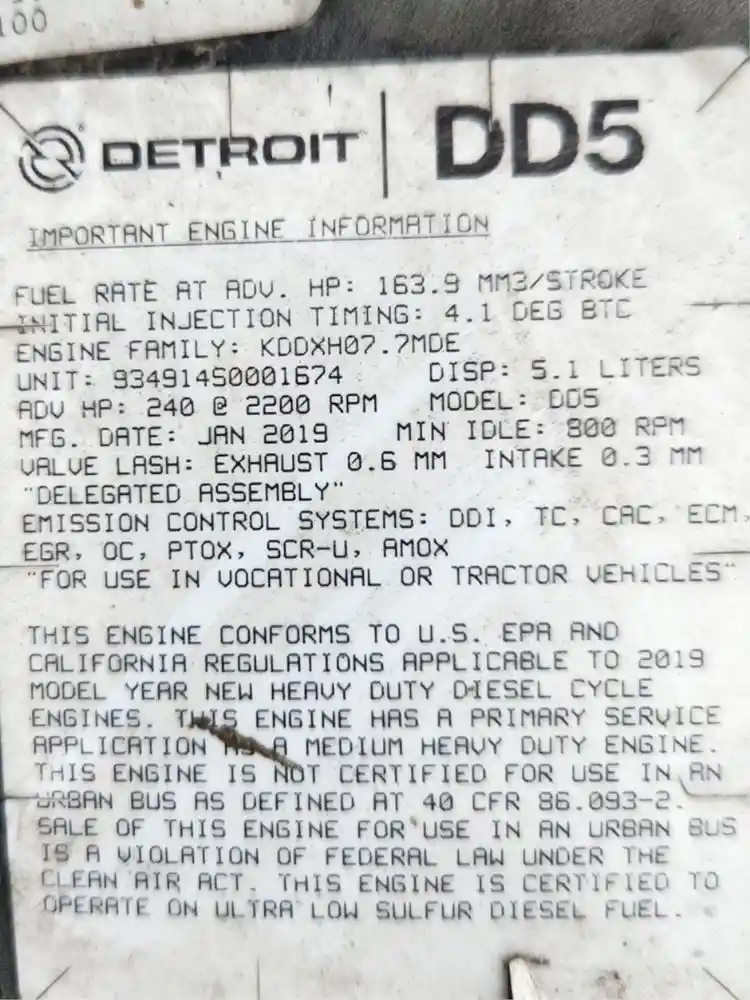 100
DETROIT DD5
IMPORTANT ENGINE INFORMATION
FUEL RATE AT ADV. HP: 163.9 MM3/STROKE
INITIAL INJECTION TIMING: 4.1 DEG BTC
ENGINE FAMILY: KDDXH07.7MDE
UNIT: 934914S0001674 DISP: 5.1 LITERS
ADV HP: 240 @ 2200 RPM MODEL: DD5
MFG. DATE: JAN 2019 MIN IDLE: 800 RPM
VALVE LASH: EXHAUST 0.6 MM INTAKE 0.3 MM
"DELEGATED ASSEMBLY"
EMISSION CONTROL SYSTEMS: DDI, TC, CAC, ECM,
EGR, OC, PTOX, SCR-U, AMOX
"FOR USE IN VOCATIONAL OR TRACTOR VEHICLES"
THIS ENGINE CONFORMS TO U.S. EPA AND
CALIFORNIA REGULATIONS APPLICABLE TO 2019
MODEL YEAR NEW HEAVY DUTY DIESEL CYCLE
ENGINES. THIS ENGINE HAS A PRIMARY SERVICE
APPLICATION AS A MEDIUM HEAVY DUTY ENGINE.
THIS ENGINE IS NOT CERTIFIED FOR USE IN AN
URBAN BUS AS DEFINED AT 40 CFR 86.093-2.
SALE OF THIS ENGINE FOR USE IN AN URBAN BUS
IS A VIOLATION OF FEDERAL LAW UNDER THE
CLEAN AIR ACT. THIS ENGINE IS CERTIFIED TO
OPERATE ON ULTRA LOW SULFUR DIESEL FUEL.